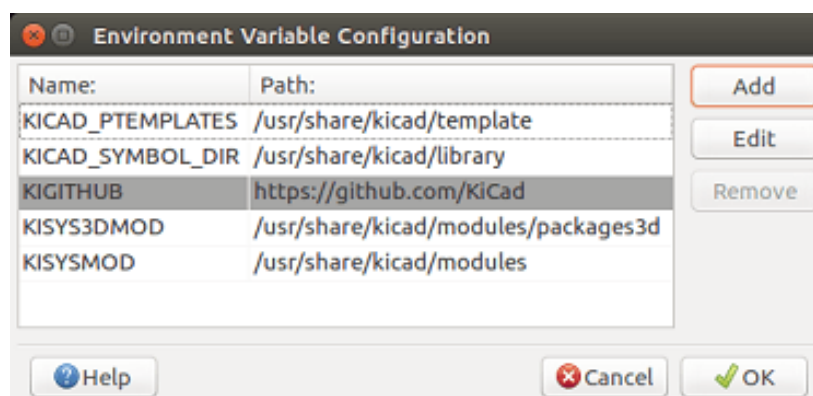 Environment Variable Configuration
Name: Path: Add
KICAD_PTEMPLATES /usr/share/kicad/template
Edit
KICAD_SYMBOL_DIR /usr/share/kicad/library
KIGITHUB https://github.com/KiCad Remove
KISYS3DMOD /usr/share/kicad/modules/packages3d
KISYSMOD /usr/share/kicad/modules
Help Cancel OK